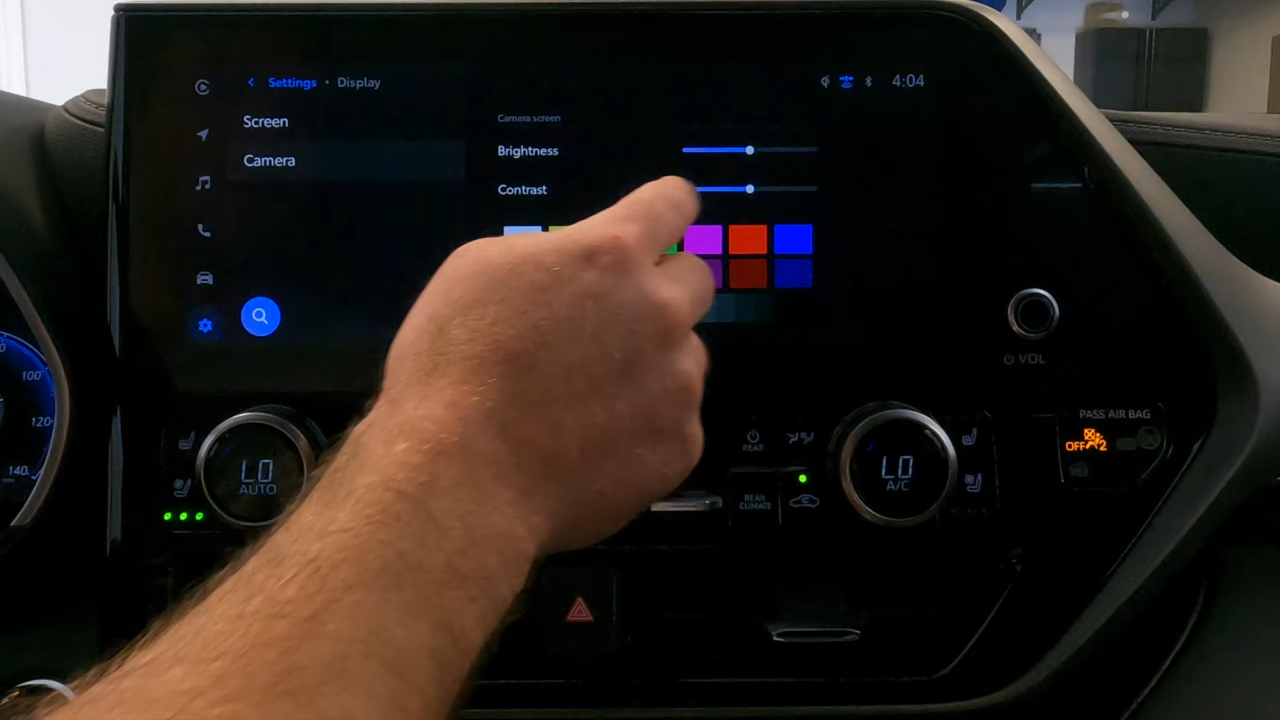 Settings • Display
4:04
Screen
Camera
Camera screen
Brightness
Contrast
VOL
100
120
140
LO
AUTO
REAR
REAR
CLIMATE
LO
A/C
PASS AIR BAG
OFF 2